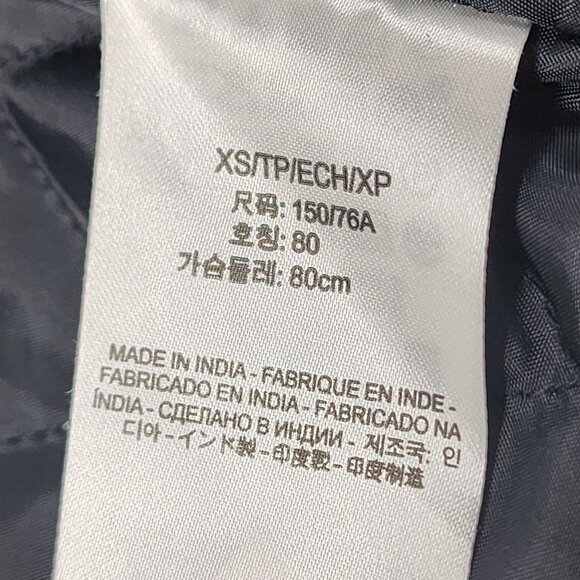 XS/TP/ECH/XP
尺码: 150/76A
호칭: 80
가슴둘레: 80cm
MADE IN INDIA - FABRIQUE EN INDE -
FABRICADO EN INDIA - FABRICADO NA
ÍNDIA - СДЕЛАНО В ИНДИИ - 제조국: 인
디아 - インド製 - 印度製 - 印度制造